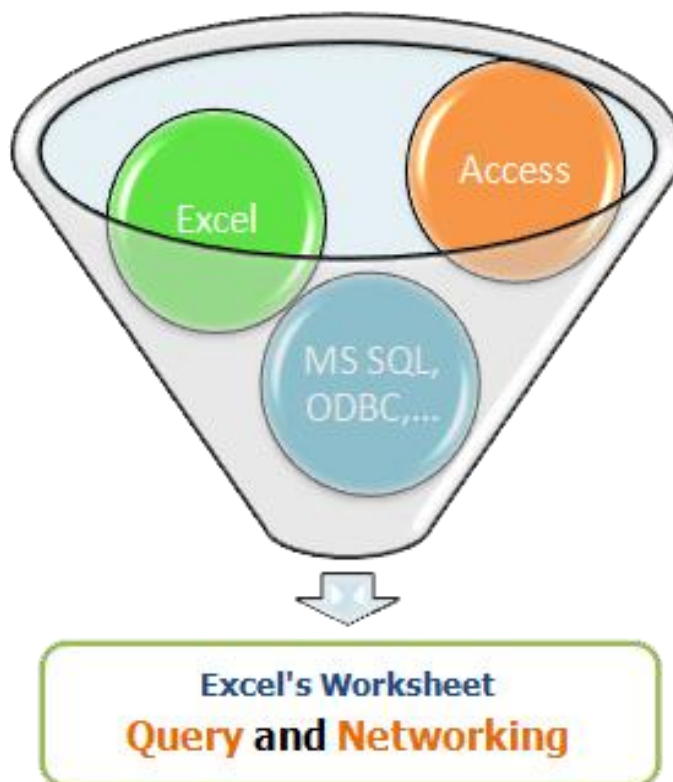 Access
Excel
MS SQL,
ODBC,...
Excel's Worksheet
Query and Networking